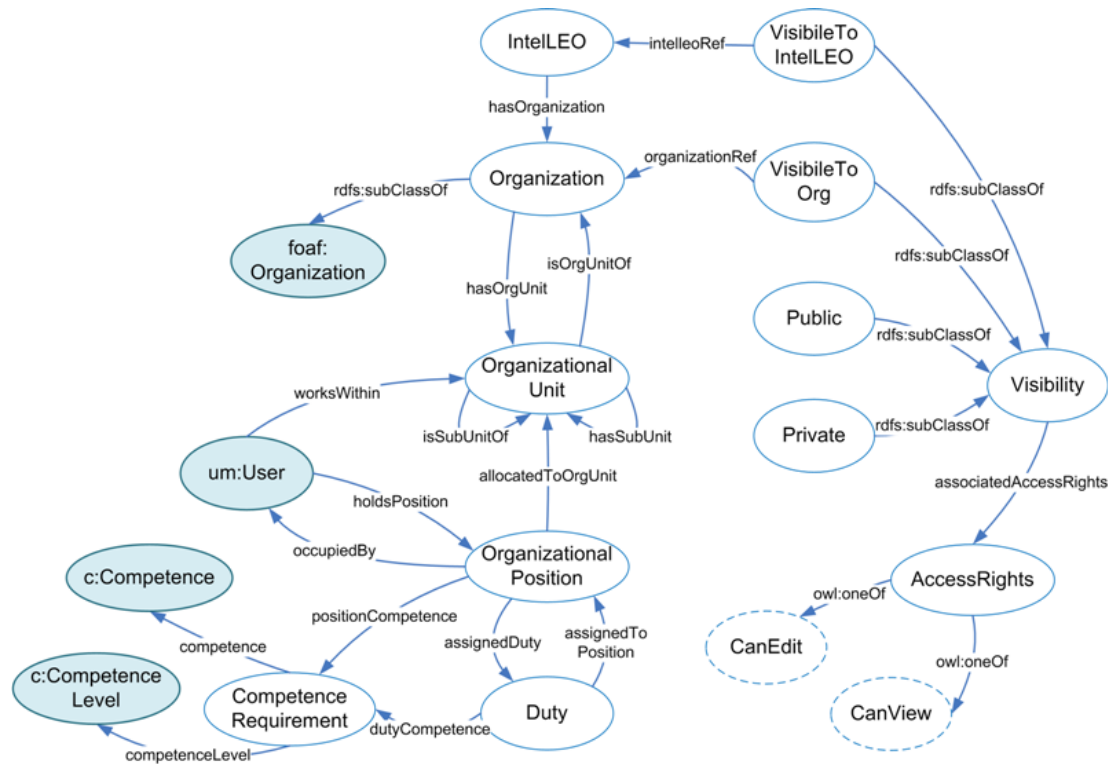 IntelLEO
intelleoRef
VisibileTo
IntelLEO
hasOrganization
organizationRef
VisibileTo
Org
Organization
rdfs:subClassOf
rdfs:subClassOf
foaf:
Organization
isOrgUnitOf
rdfs:subClassOf
hasOrgUnit
Public
rdfs:subClassOf
Organizational
Unit
Visibility
worksWithin
isSubUnitOf
hasSubUnit
Private
rdfs:subClassOf
um:User
allocatedToOrgUnit
associatedAccessRights
holdsPosition
occupiedBy
Organizational
Position
c:Competence
AccessRights
owl:oneOf
positionCompetence
assignedDuty
assignedTo
Position
competence
CanEdit
owl:oneOf
c:Competence
Level
Competence
Requirement
Duty
CanView
dutyCompetence
competenceLevel